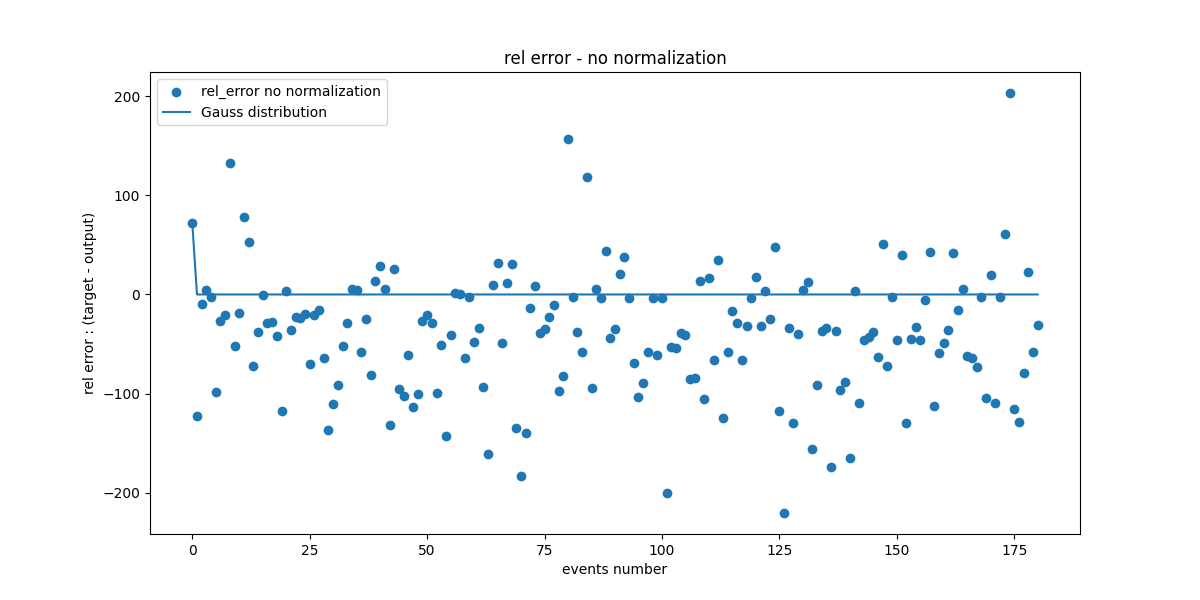 rel error - no normalization
rel_error no normalization
Gauss distribution
rel error : (target - output)
200
100
0
−100
−200
0 25 50 75 100 125 150 175
events number